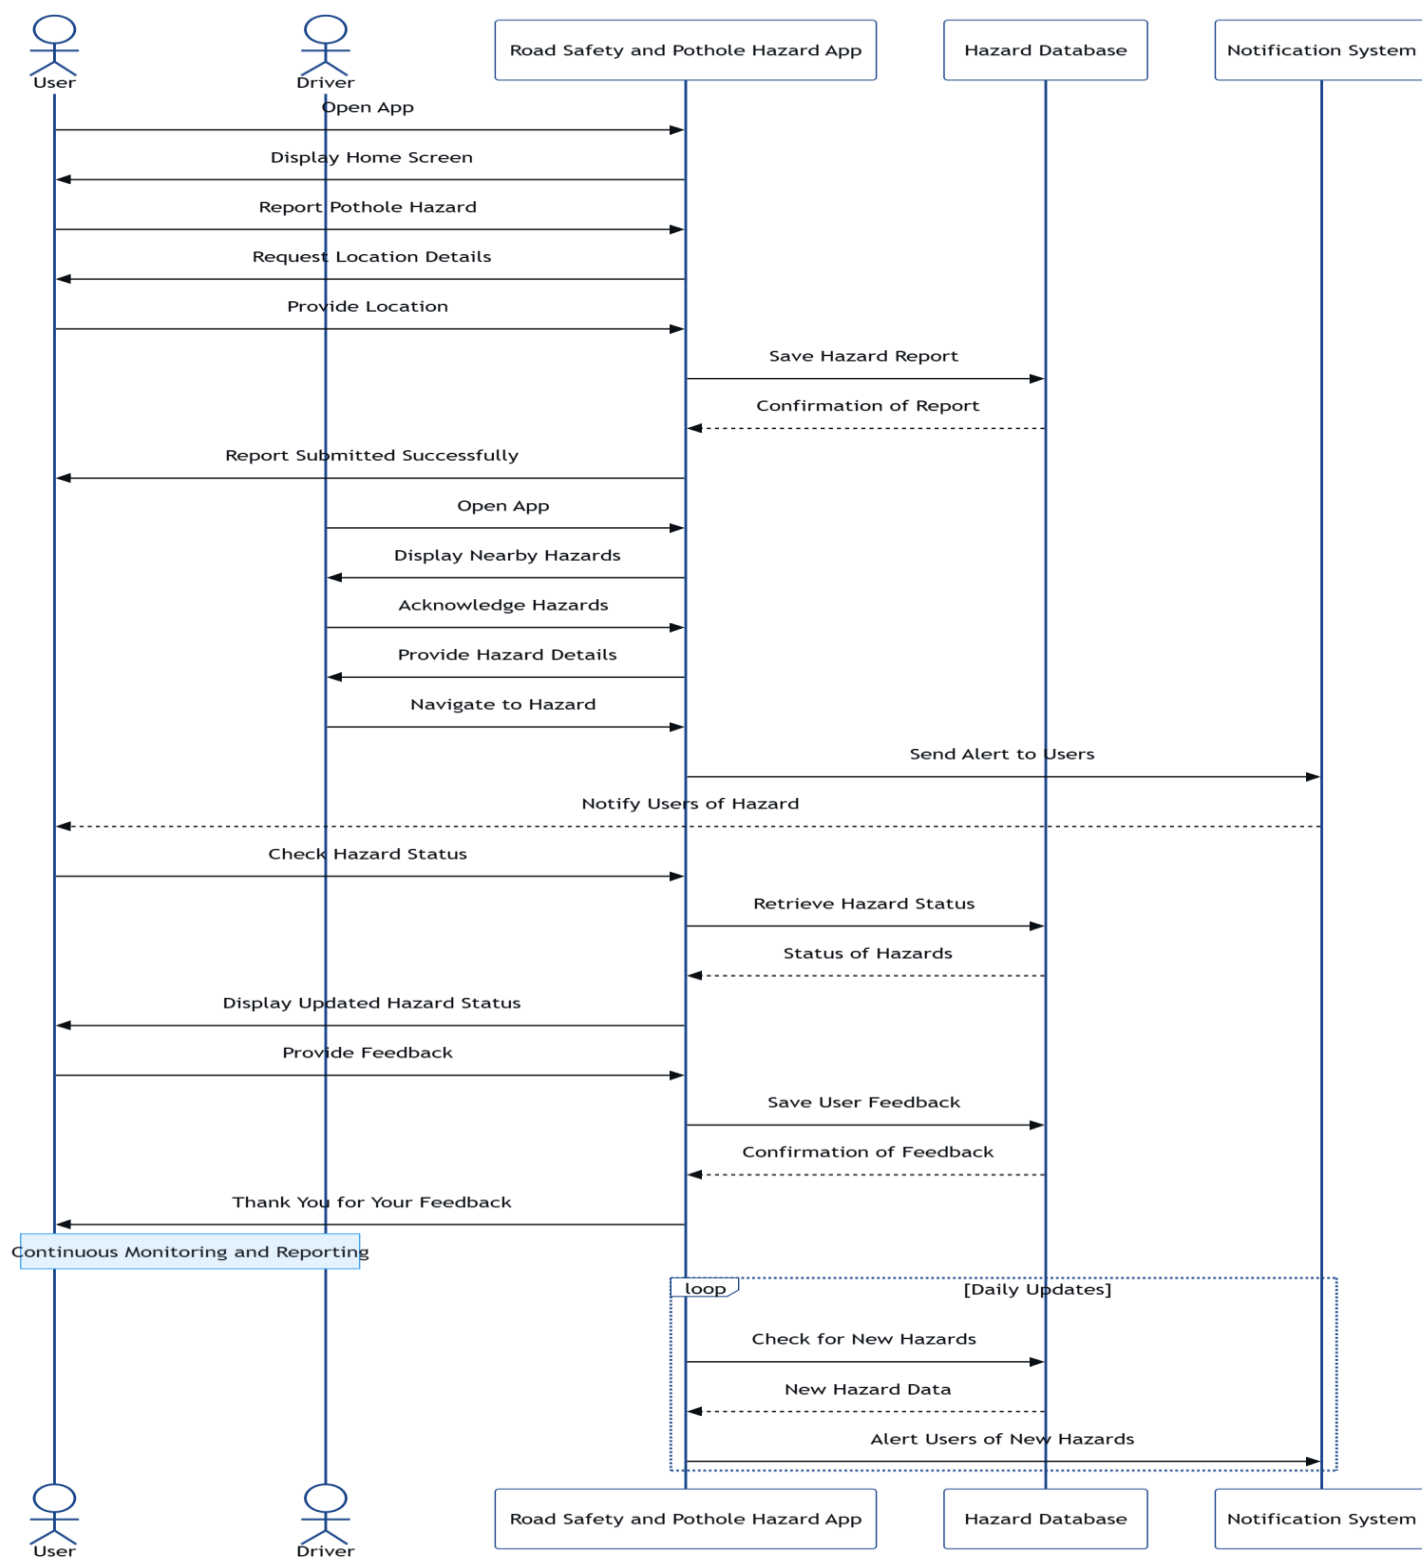 User
Driver
Road Safety and Pothole Hazard App
Hazard Database
Notification System
Open App
Display Home Screen
Report Pothole Hazard
Request Location Details
Provide Location
Save Hazard Report
Confirmation of Report
Report Submitted Successfully
Open App
Display Nearby Hazards
Acknowledge Hazards
Provide Hazard Details
Navigate to Hazard
Send Alert to Users
Notify Users of Hazard
Check Hazard Status
Retrieve Hazard Status
Status of Hazards
Display Updated Hazard Status
Provide Feedback
Save User Feedback
Confirmation of Feedback
Thank You for Your Feedback
Continuous Monitoring and Reporting
loop
[Daily Updates]
Check for New Hazards
New Hazard Data
Alert Users of New Hazards
User
Driver
Road Safety and Pothole Hazard App
Hazard Database
Notification System